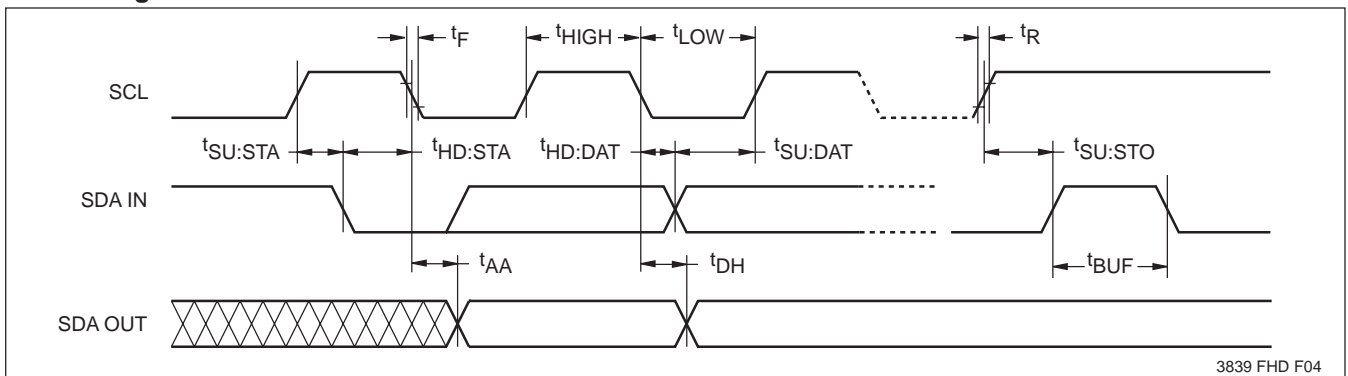 tF
tHIGH
tLOW
tR
SCL
tSU:STA
tHD:STA
tHD:DAT
tSU:DAT
tSU:STO
SDA IN
tAA
tDH
tBUF
SDA OUT
3839 FHD F04